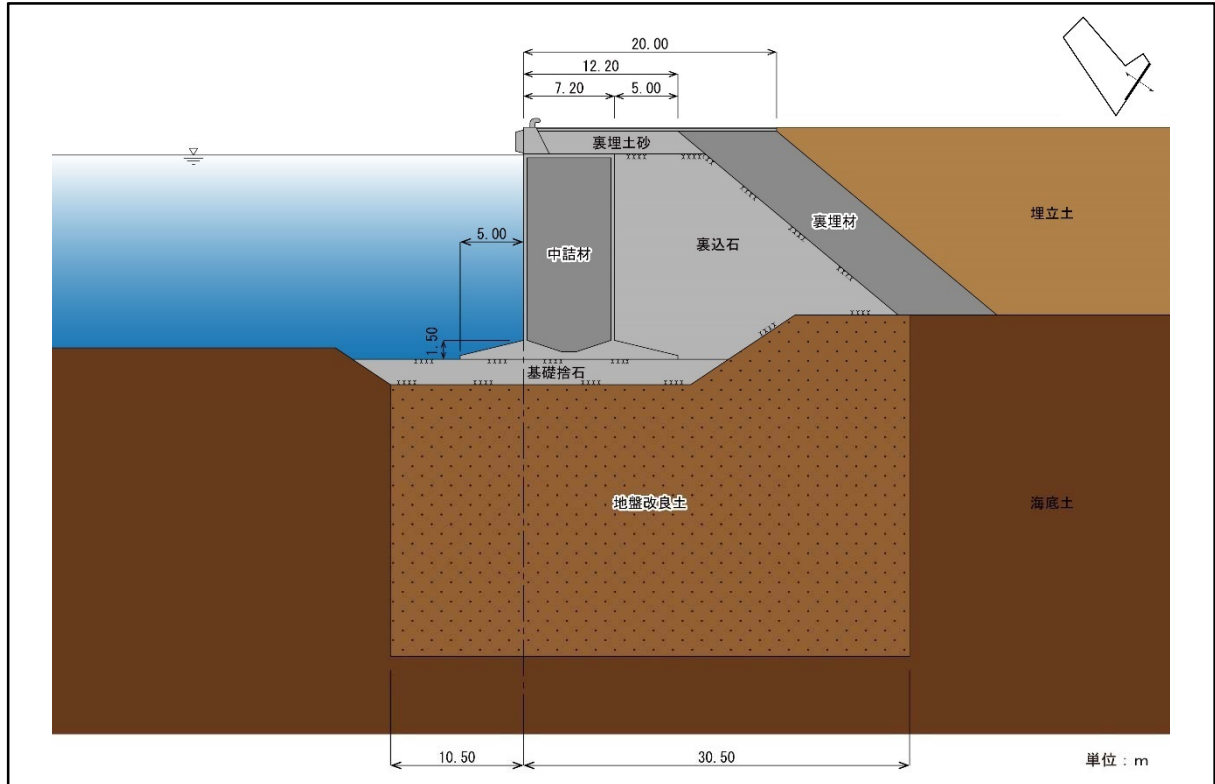 20.00
12.20
7.20
5.00
裏埋土砂
5.00
中詰材
裏込石
裏埋材
埋立土
1.50
基礎捨石
地盤改良土
海底土
10.50
30.50
単位：m